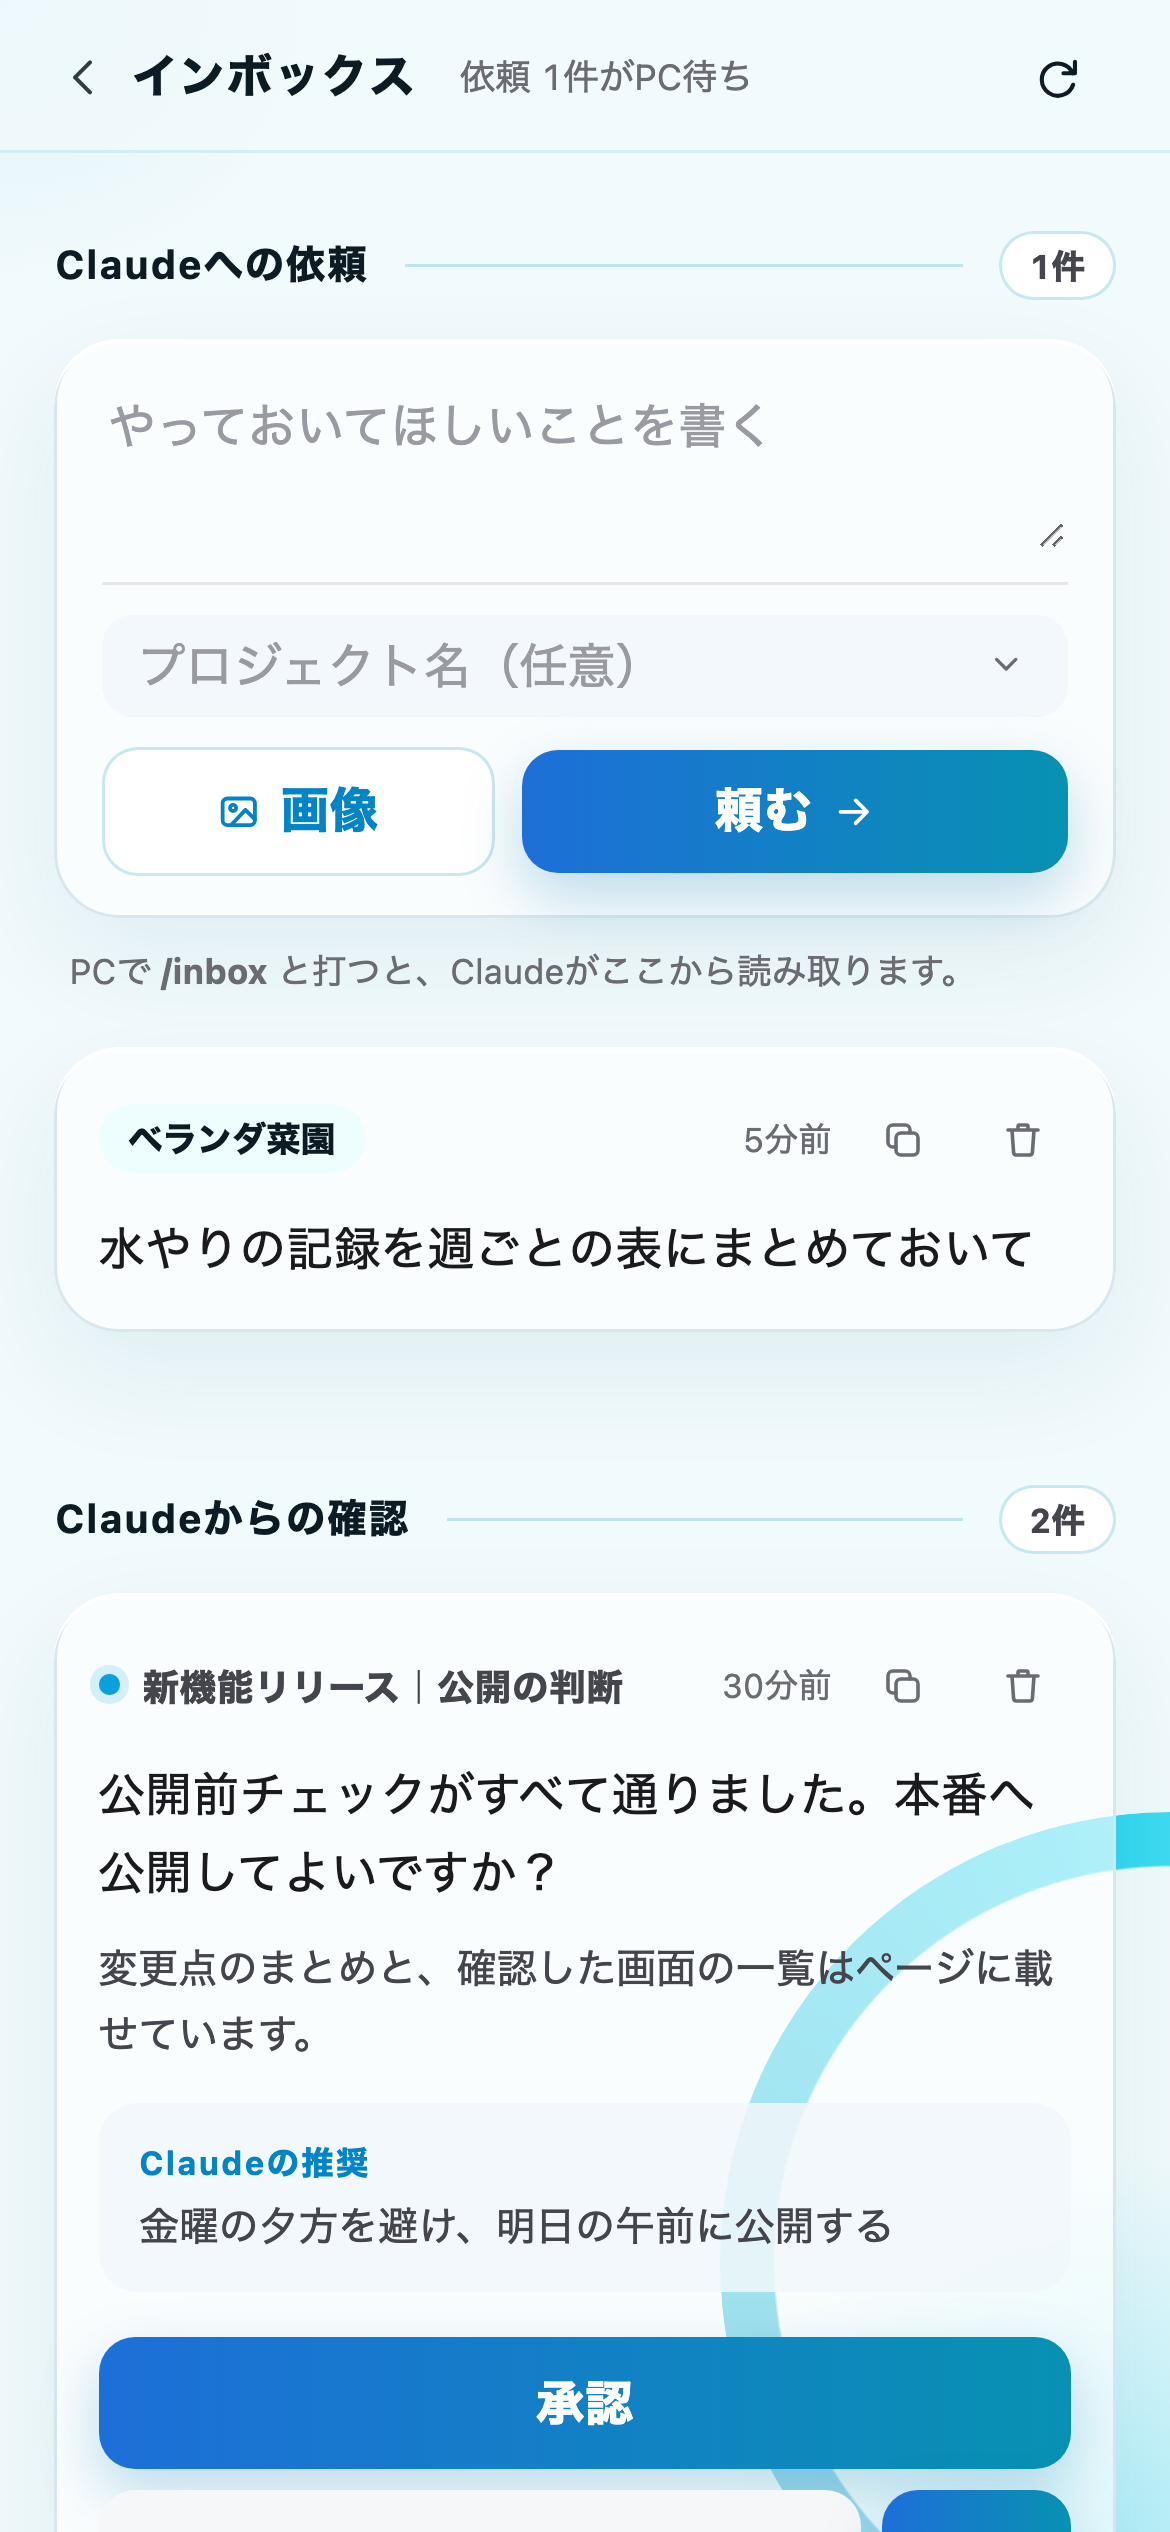 インボックス 依頼 1件がPC待ち
Claudeへの依頼 1件
やっておいてほしいことを書く
プロジェクト名（任意）
画像 頼む →
PCで /inbox と打つと、Claudeがここから読み取ります。
ベランダ菜園 5分前
水やりの記録を週ごとの表にまとめておいて
Claudeからの確認 2件
新機能リリース｜公開の判断 30分前
公開前チェックがすべて通りました。本番へ
公開してよいですか？
変更点のまとめと、確認した画面の一覧はページに載
せています。
Claudeの推奨
金曜の夕方を避け、明日の午前に公開する
承認